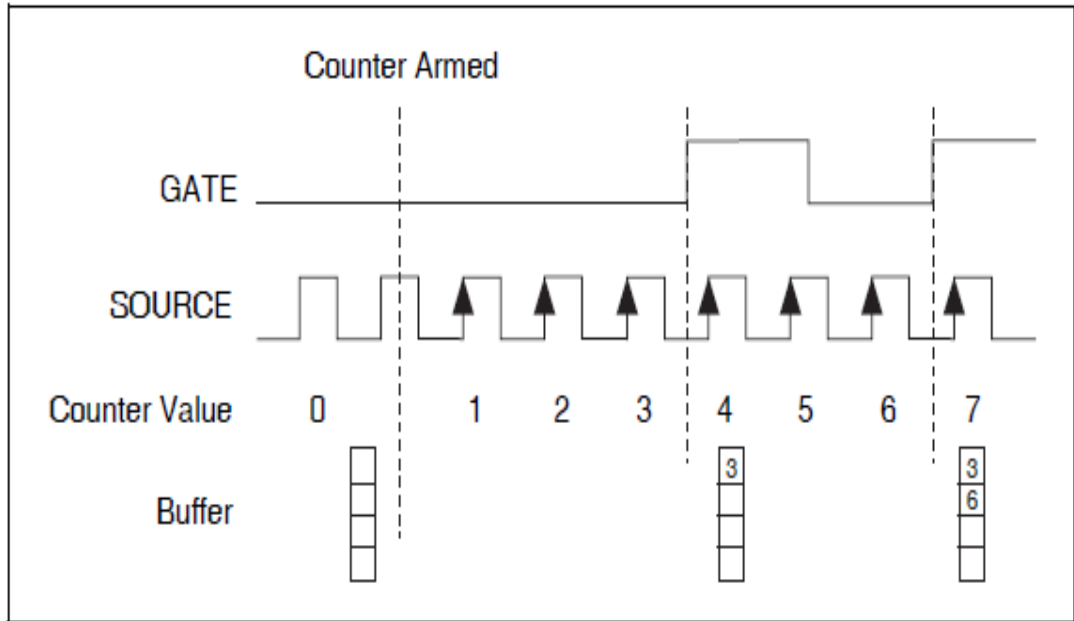 Counter Armed
GATE
SOURCE
Counter Value 0 1 2 3 4 5 6 7
Buffer
3 3
6